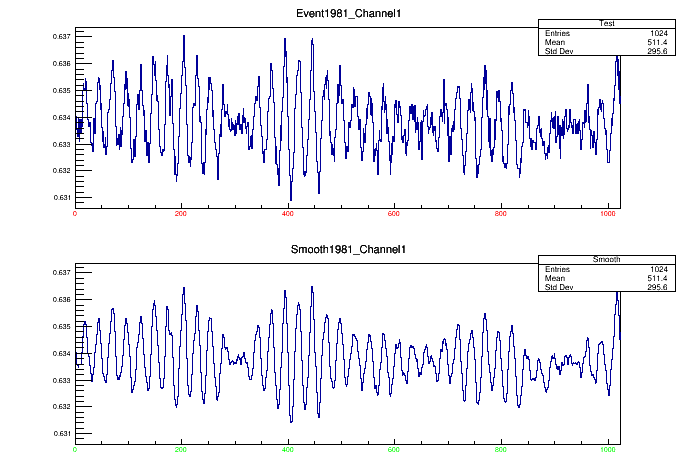 Event1981_Channel1
Test
Entries 1024
Mean 511.4
Std Dev 295.6
0.637
0.636
0.635
0.634
0.633
0.632
0.631
0 200 400 600 800 1000
Smooth1981_Channel1
Smooth
Entries 1024
Mean 511.4
Std Dev 295.6
0.637
0.636
0.635
0.634
0.633
0.632
0.631
0 200 400 600 800 1000